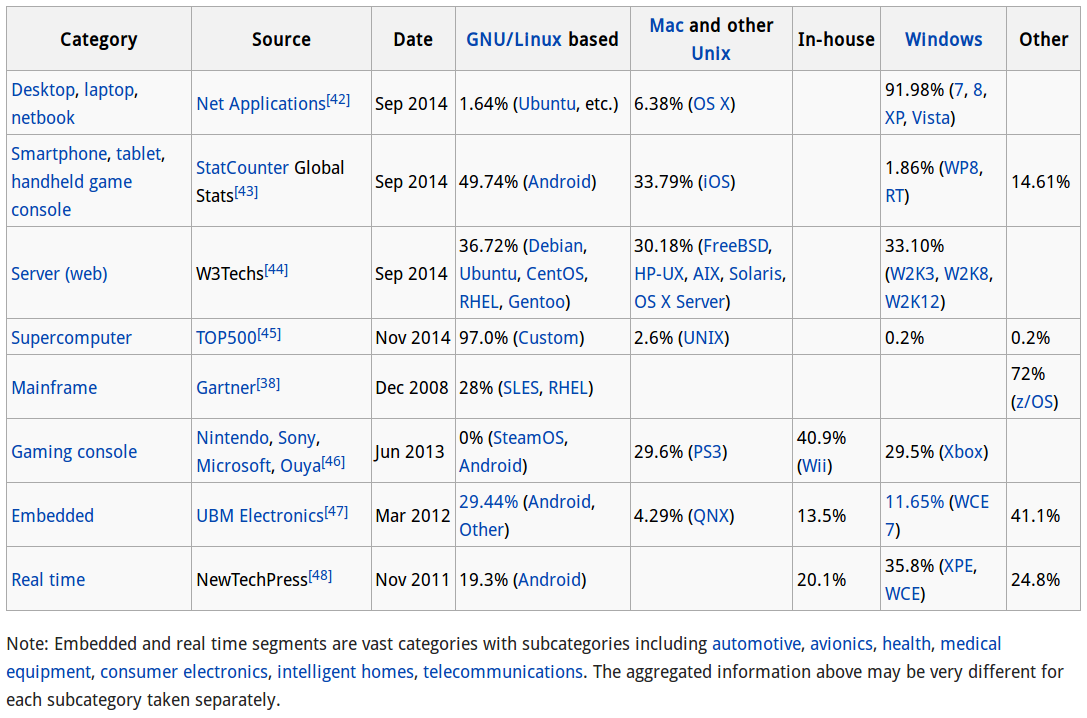 Category Source Date GNU/Linux based Mac and other Unix In-house Windows Other
Desktop, laptop, netbook Net Applications[42] Sep 2014 1.64% (Ubuntu, etc.) 6.38% (OS X) 91.98% (7, 8, XP, Vista)
Smartphone, tablet, handheld game console StatCounter Global Stats[43] Sep 2014 49.74% (Android) 33.79% (iOS) 1.86% (WP8, RT) 14.61%
Server (web) W3Techs[44] Sep 2014 36.72% (Debian, Ubuntu, CentOS, RHEL, Gentoo) 30.18% (FreeBSD, HP-UX, AIX, Solaris, OS X Server) 33.10% (W2K3, W2K8, W2K12)
Supercomputer TOP500[45] Nov 2014 97.0% (Custom) 2.6% (UNIX) 0.2% 0.2%
Mainframe Gartner[38] Dec 2008 28% (SLES, RHEL) 72% (z/OS)
Gaming console Nintendo, Sony, Microsoft, Ouya[46] Jun 2013 0% (SteamOS, Android) 29.6% (PS3) 40.9% (Wii) 29.5% (Xbox)
Embedded UBM Electronics[47] Mar 2012 29.44% (Android, Other) 4.29% (QNX) 13.5% 11.65% (WCE 7) 41.1%
Real time NewTechPress[48] Nov 2011 19.3% (Android) 20.1% 35.8% (XPE, WCE) 24.8%
Note: Embedded and real time segments are vast categories with subcategories including automotive, avionics, health, medical
equipment, consumer electronics, intelligent homes, telecommunications. The aggregated information above may be very different for
each subcategory taken separately.